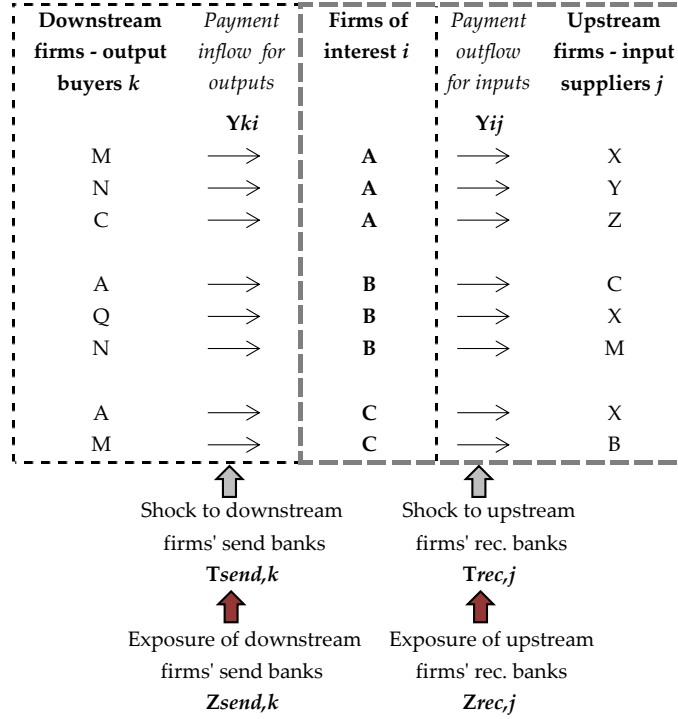 Downstream Payment Firms of Payment Upstream
firms - output inflow for interest i outflow firms - input
buyers k outputs for inputs suppliers j
Yki Yij
M A X
N A Y
C A Z
A B C
Q B X
N B M
A C X
M C B
Shock to downstream Shock to upstream
firms' send banks firms' rec. banks
Tsend,k Trec,j
Exposure of downstream Exposure of upstream
firms' send banks firms' rec. banks
Zsend,k Zrec,j